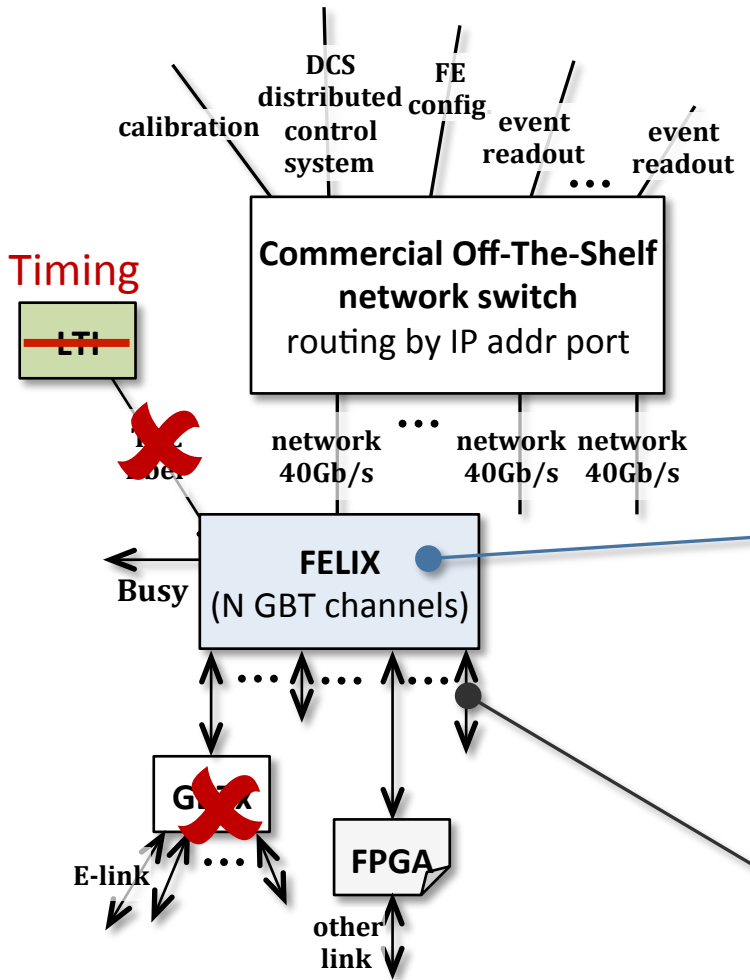 DCS
distributed
control
system
FE
config.
calibration
event
readout
...
event
readout
Commercial Off-The-Shelf
network switch
routing by IP addr port
Timing
LTI
...
network
40Gb/s
network
40Gb/s
network
40Gb/s
FELIX
(N GBT channels)
Busy
... ... ...
E-link
...
FPGA
other
link